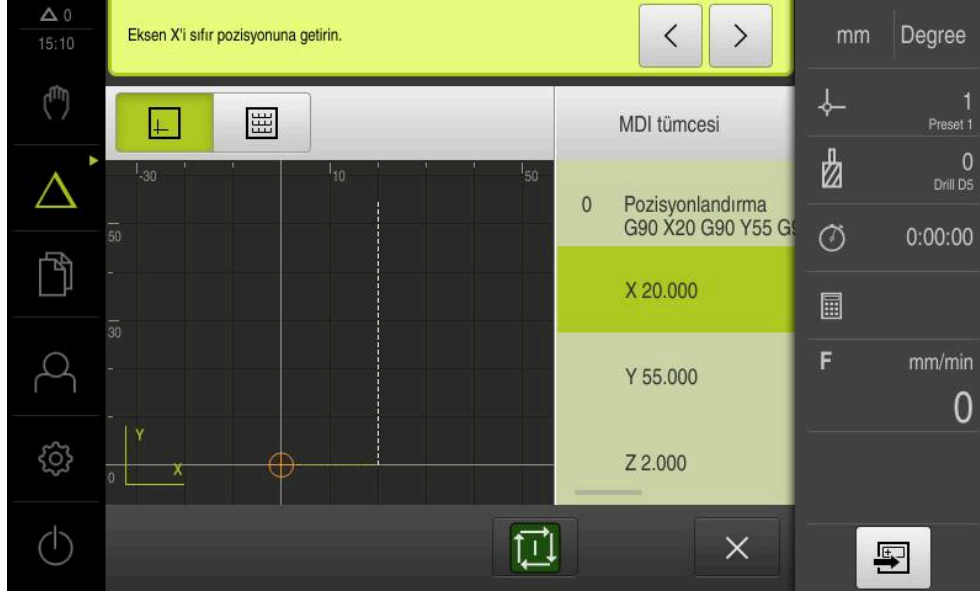 0
15:10
Eksen X'i sıfır pozisyonuna getirin.
<
>
mm
Degree
1
Preset 1
MDI tümcesi
0
Drill D5
-30
10
50
0 Pozisyonlandırma
G90 X20 G90 Y55
50
0:00:00
X 20.000
30
F mm/min
Y 55.000
0
Y
X
0
Z 2.000